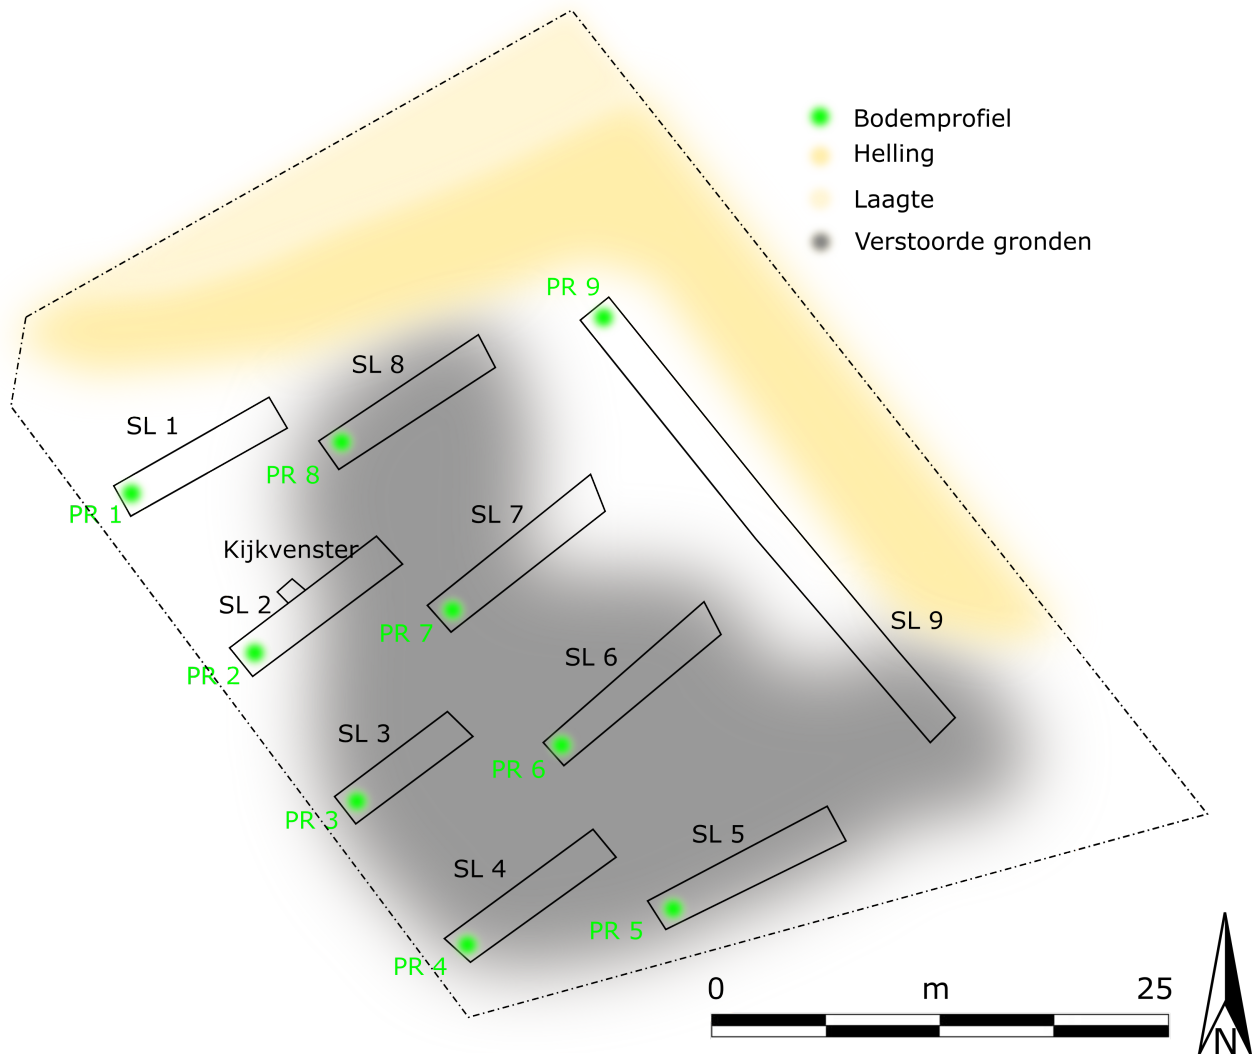 Bodemprofiel
Helling
Laagte
Verstoorde gronden
PR 9
SL 8
SL 1
PR 8
PR 1
SL 7
Kijkvenster
SL 2
SL 9
PR 7
SL 6
PR 2
SL 3
PR 6
PR 3
SL 5
SL 4
PR 5
PR 4
0 m 25
N